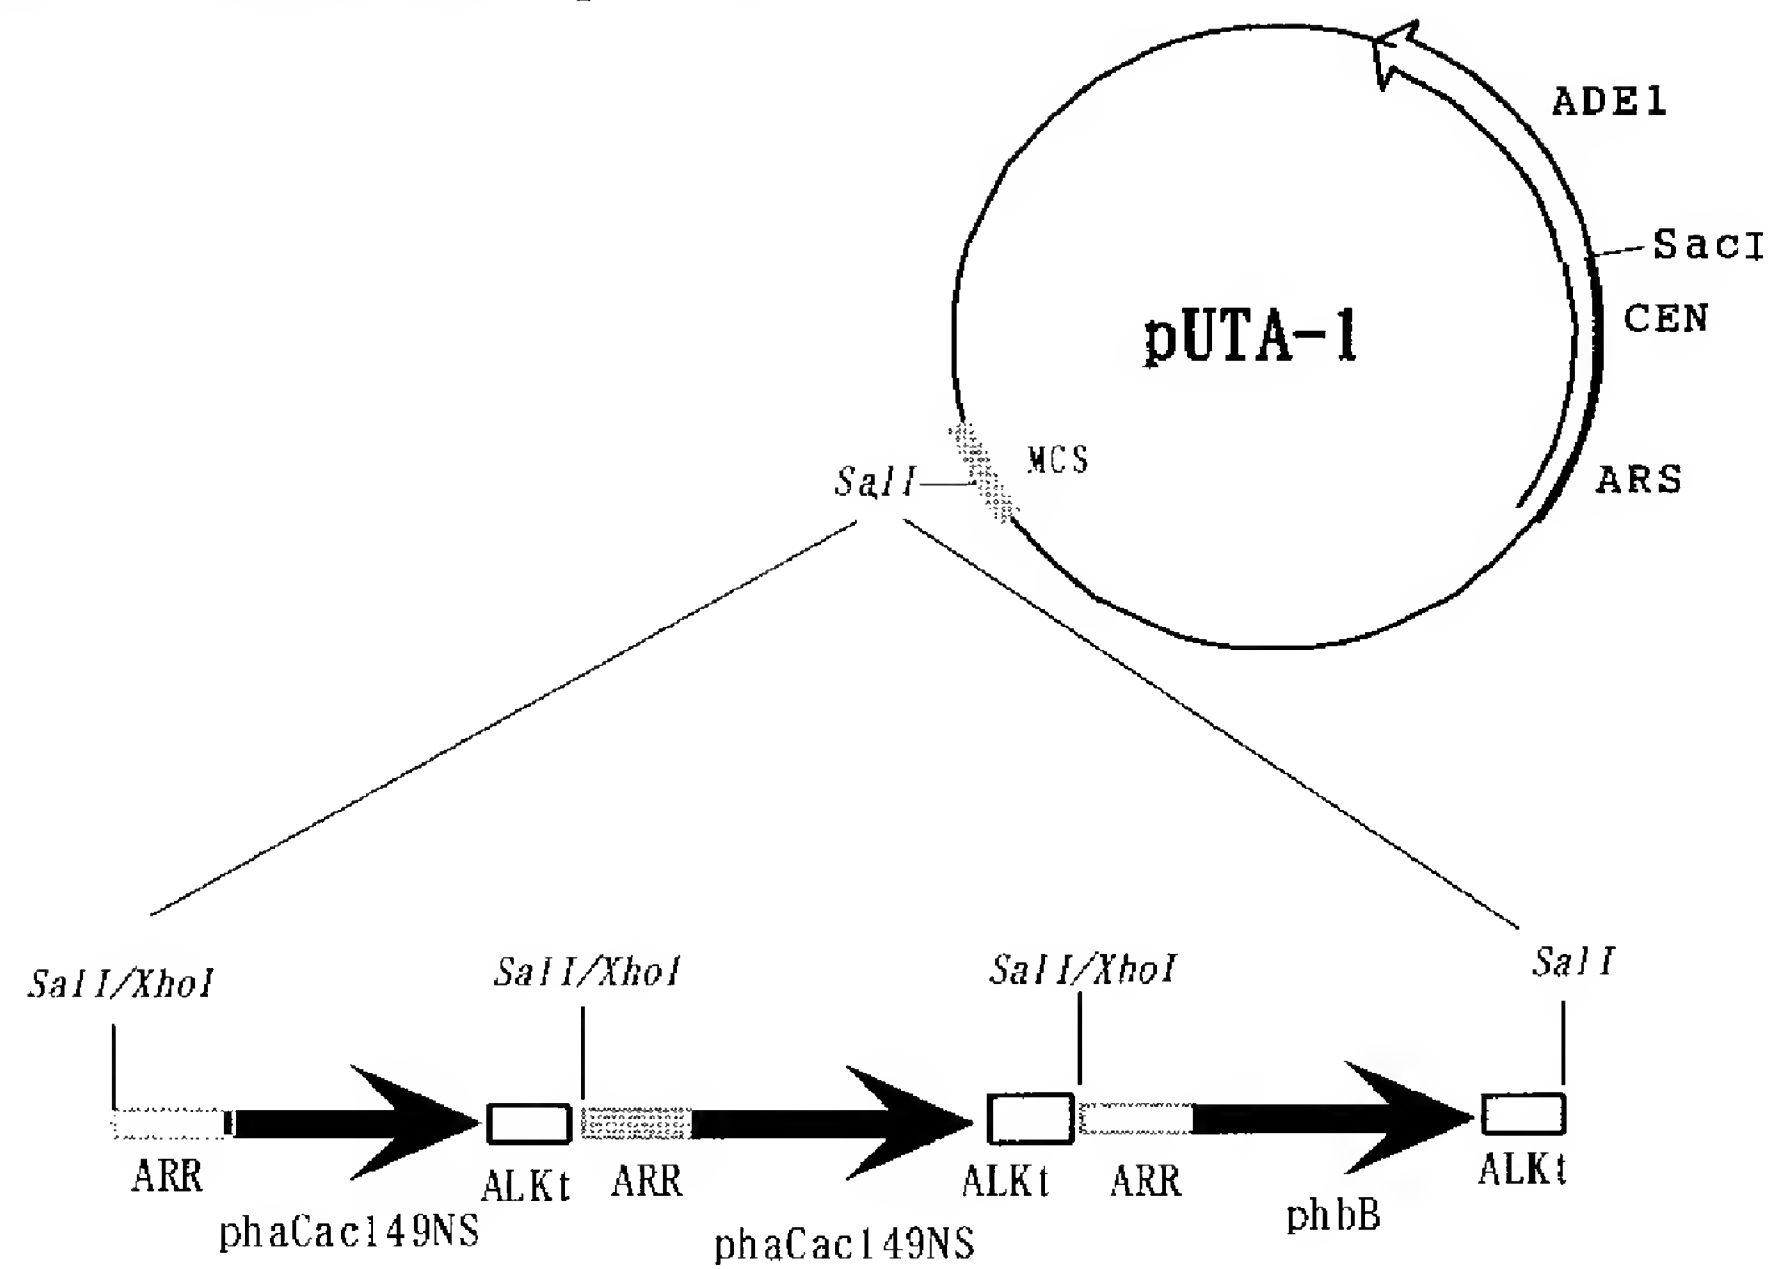 ADE1
SacI
CEN
pUTA-1
MCS
SalI
ARS
SalI/XhoI
SalI/XhoI
SalI/XhoI
SalI
ARR
ALKt
ARR
ALKt
ARR
ALKt
phaCac149NS
phaCac149NS
phbB